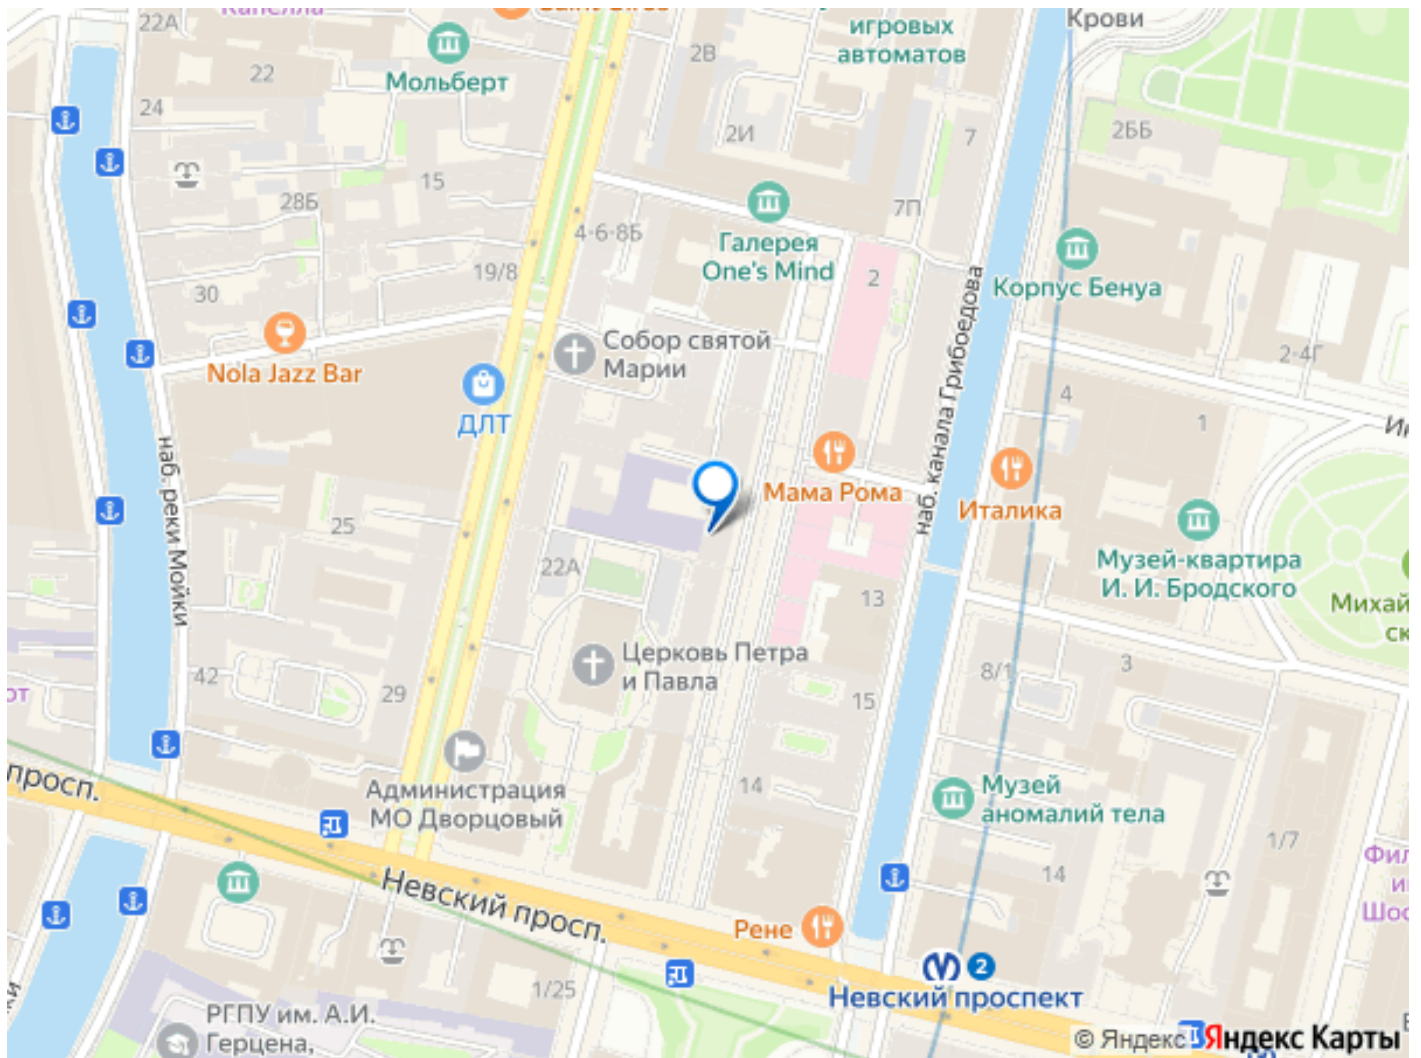 Капелла
22А
Мольберт
22
24
2В
игровых
автоматов
Крови
2ББ
7
2И
15
28Б
7П
4-6-8Б
Галерея
One's Mind
19/8
2
Корпус Бенуа
30
Nola Jazz Bar
Собор святой
Марии
ДЛТ
2-4Г
4
1
наб. канала Грибоедова
наб. реки Мойки
Мама Рома
Италика
25
Музей-квартира
И. И. Бродского
22А
13
Церковь Петра
и Павла
42
29
15
8/1
3
Администрация
МО Дворцовый
14
Музей
аномалий тела
1/7
14
просп.
Невский просп.
Рене
2
Невский проспект
1/25
РГПУ им. А.И.
Герцена,
© Яндекс
Яндекс Карты